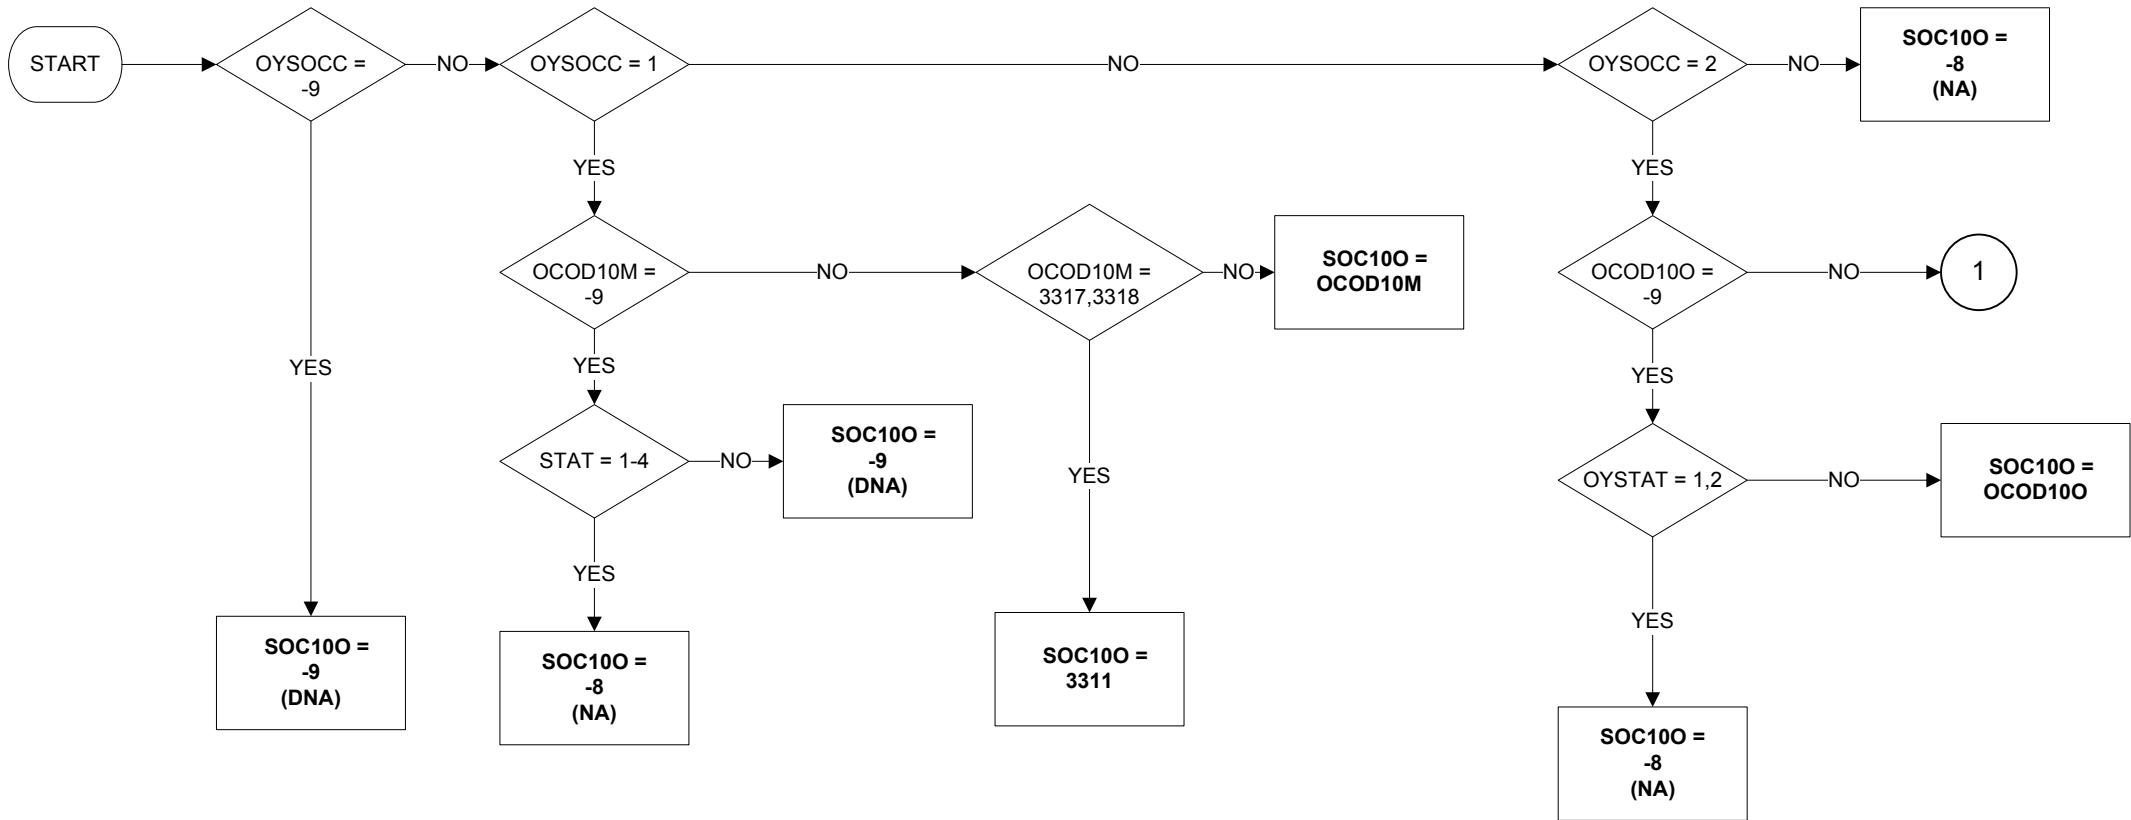 START
OYSOCC =
-9
NO
OYSOCC = 1
NO
OYSOCC = 2
NO
SOC10O =
-8
(NA)
YES
YES
YES
OCOD10M =
-9
NO
OCOD10M =
3317,3318
NO
SOC10O =
OCOD10M
OCOD10O =
-9
NO
1
YES
YES
STAT = 1-4
NO
SOC10O =
-9
(DNA)
YES
OYSTAT = 1,2
NO
SOC10O =
OCOD10O
YES
YES
SOC10O =
-9
(DNA)
SOC10O =
-8
(NA)
SOC10O =
3311
YES
SOC10O =
-8
(NA)